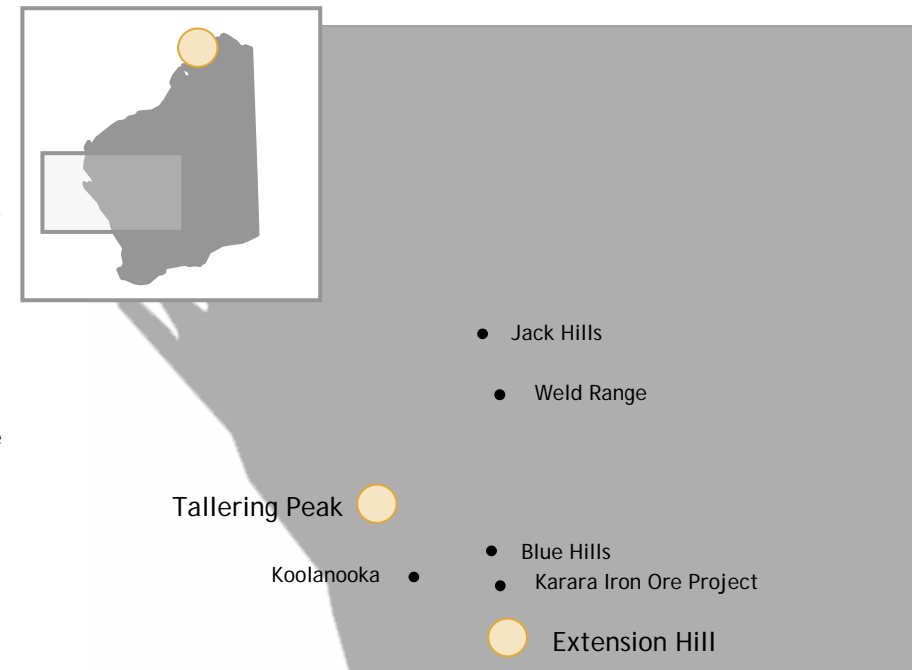 Jack Hills
Weld Range
Tallering Peak
Blue Hills
Koolanooka
Karara Iron Ore Project
Extension Hill